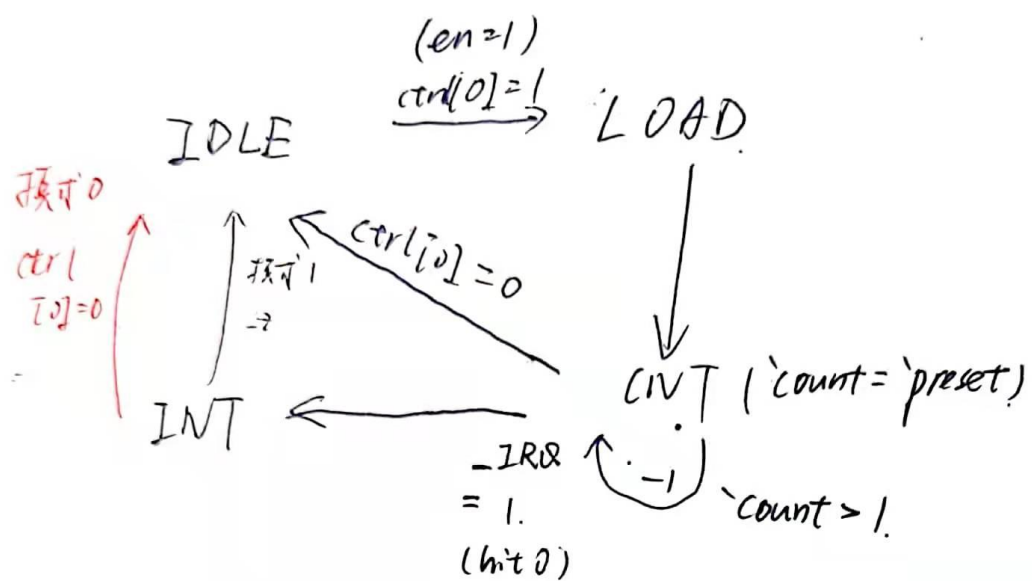 (en=1)
ctrl[0]=1
IDLE
LOAD
模式0
ctrl
[0]=0
模式1
ctrl[0]=0
INT
CNT (`count=`preset)
_IRQ
= 1.
(hit 0)
-1
`count>1